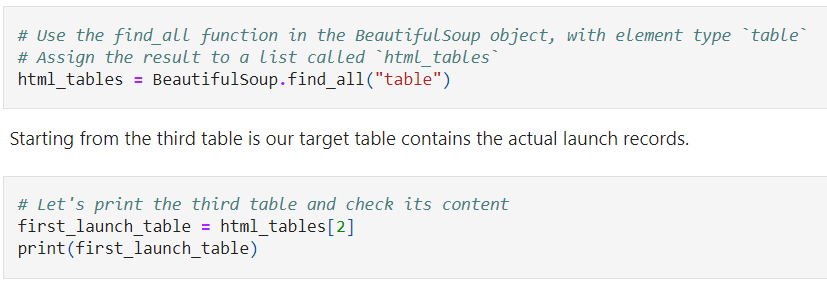 # Use the find_all function in the BeautifulSoup object, with element type `table`
# Assign the result to a list called `html_tables`
html_tables = BeautifulSoup.find_all("table")
Starting from the third table is our target table contains the actual launch records.
# Let's print the third table and check its content
first_launch_table = html_tables[2]
print(first_launch_table)